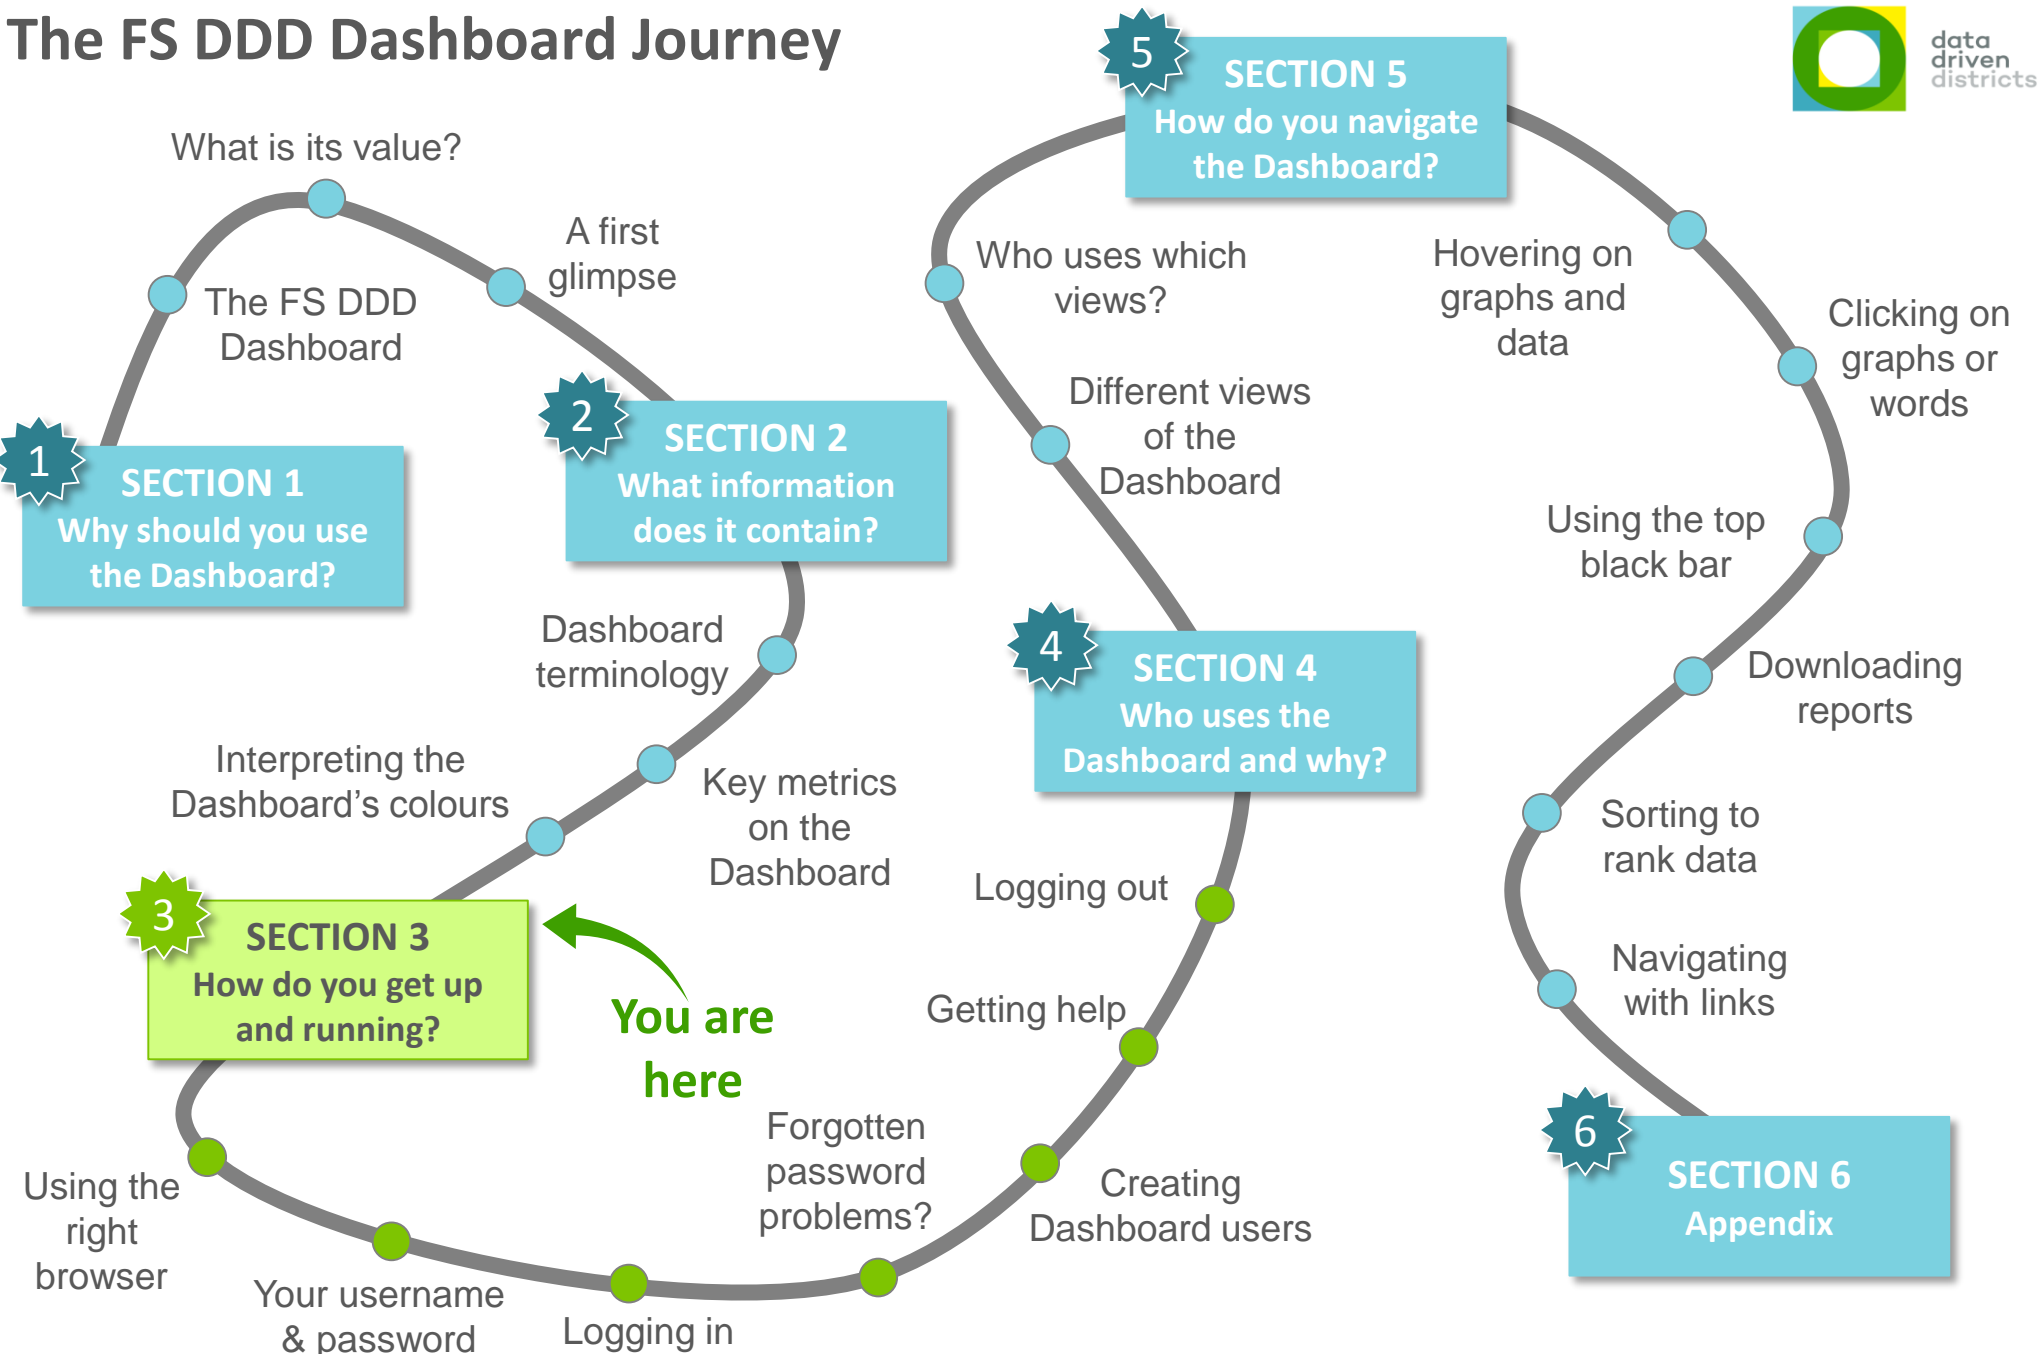 The FS DDD Dashboard Journey
data
driven
districts
1
SECTION 1
Why should you use
the Dashboard?
The FS DDD
Dashboard
What is its value?
A first
glimpse
2
SECTION 2
What information
does it contain?
Dashboard
terminology
Key metrics
on the
Dashboard
Interpreting the
Dashboard’s colours
3
SECTION 3
How do you get up
and running?
You are
here
Using the
right
browser
Your username
& password
Logging in
Forgotten
password
problems?
Creating
Dashboard users
Getting help
Logging out
4
SECTION 4
Who uses the
Dashboard and why?
Different views
of the
Dashboard
Who uses which
views?
5
SECTION 5
How do you navigate
the Dashboard?
Hovering on
graphs and
data
Clicking on
graphs or
words
Using the top
black bar
Downloading
reports
Sorting to
rank data
Navigating
with links
6
SECTION 6
Appendix